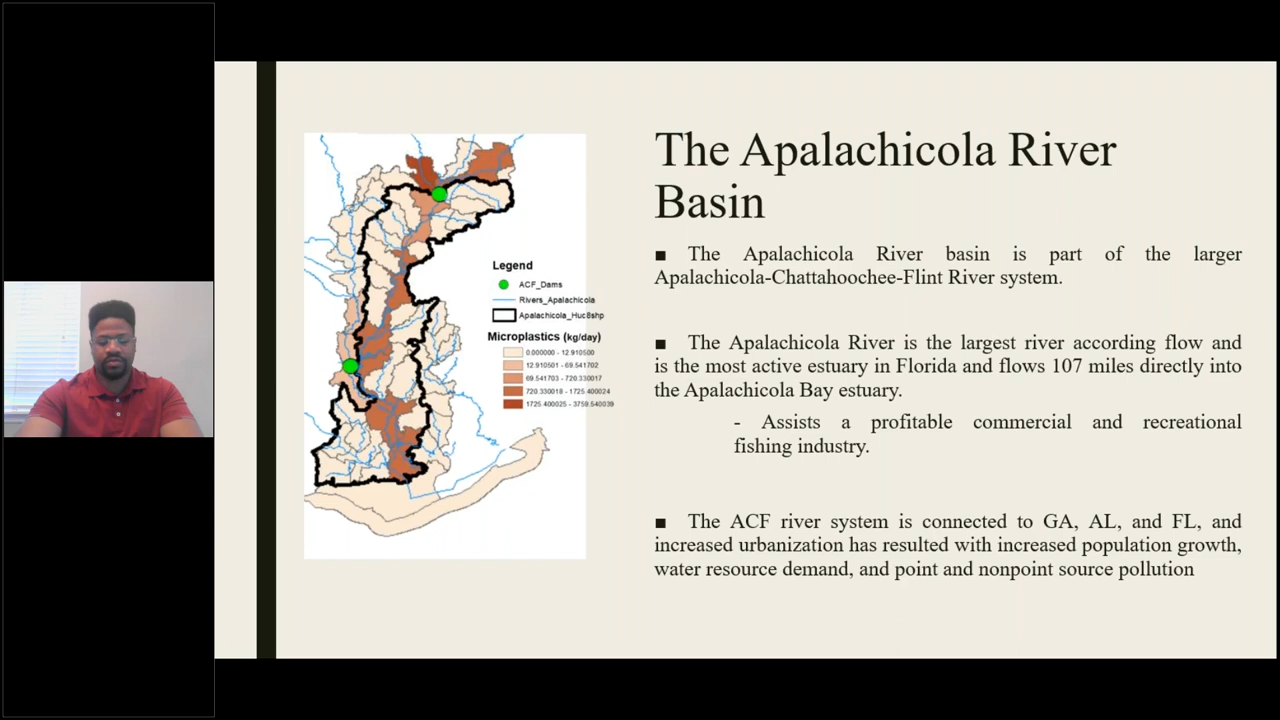 The Apalachicola River
Basin
■ The Apalachicola River basin is part of the larger
Apalachicola-Chattahoochee-Flint River system.
■ The Apalachicola River is the largest river according flow and
is the most active estuary in Florida and flows 107 miles directly into
the Apalachicola Bay estuary.
- Assists a profitable commercial and recreational
fishing industry.
■ The ACF river system is connected to GA, AL, and FL, and
increased urbanization has resulted with increased population growth,
water resource demand, and point and nonpoint source pollution
Legend
ACF_Dams
Rivers_Apalachicola
Apalachicola_Huc8shp
Microplastics (kg/day)
0.000000 - 12.910500
12.910501 - 69.541702
69.541703 - 720.330017
720.330018 - 1725.400024
1725.400025 - 3759.540039